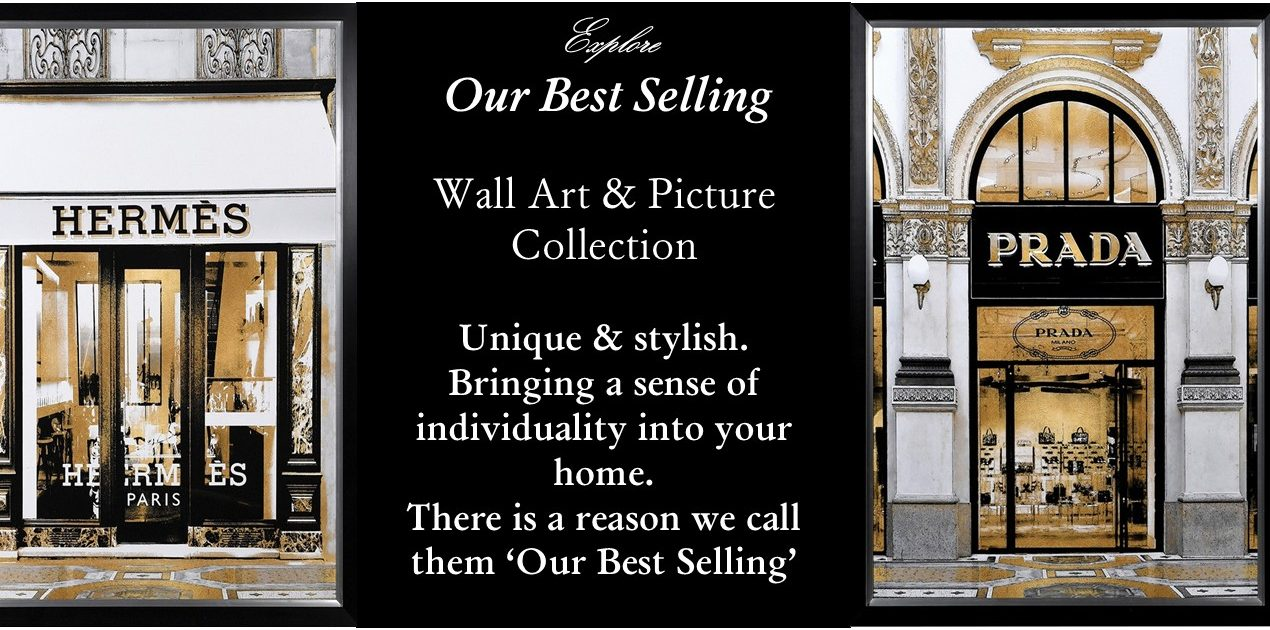 HERMÈS
HERMÈS
PARIS
Explore
Our Best Selling
Wall Art & Picture
Collection
Unique & stylish.
Bringing a sense of
individuality into your
home.
There is a reason we call
them ‘Our Best Selling’
PRADA
PRADA
MILANO